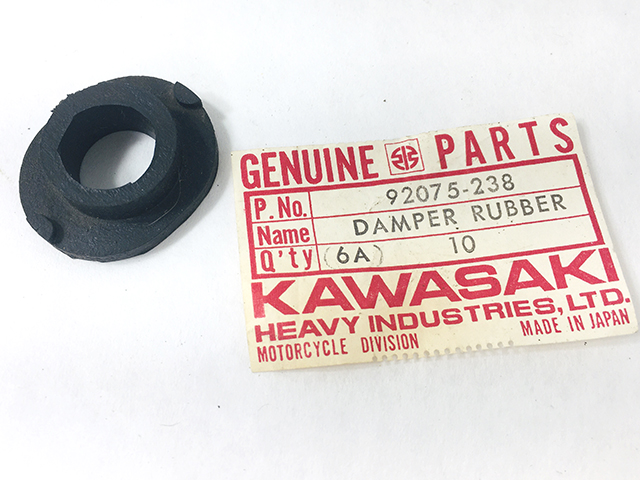 GENUINE PARTS
P.No. 92075-238
Name DAMPER RUBBER
Q'ty (6A) 10
KAWASAKI
HEAVY INDUSTRIES, LTD.
MOTORCYCLE DIVISION MADE IN JAPAN